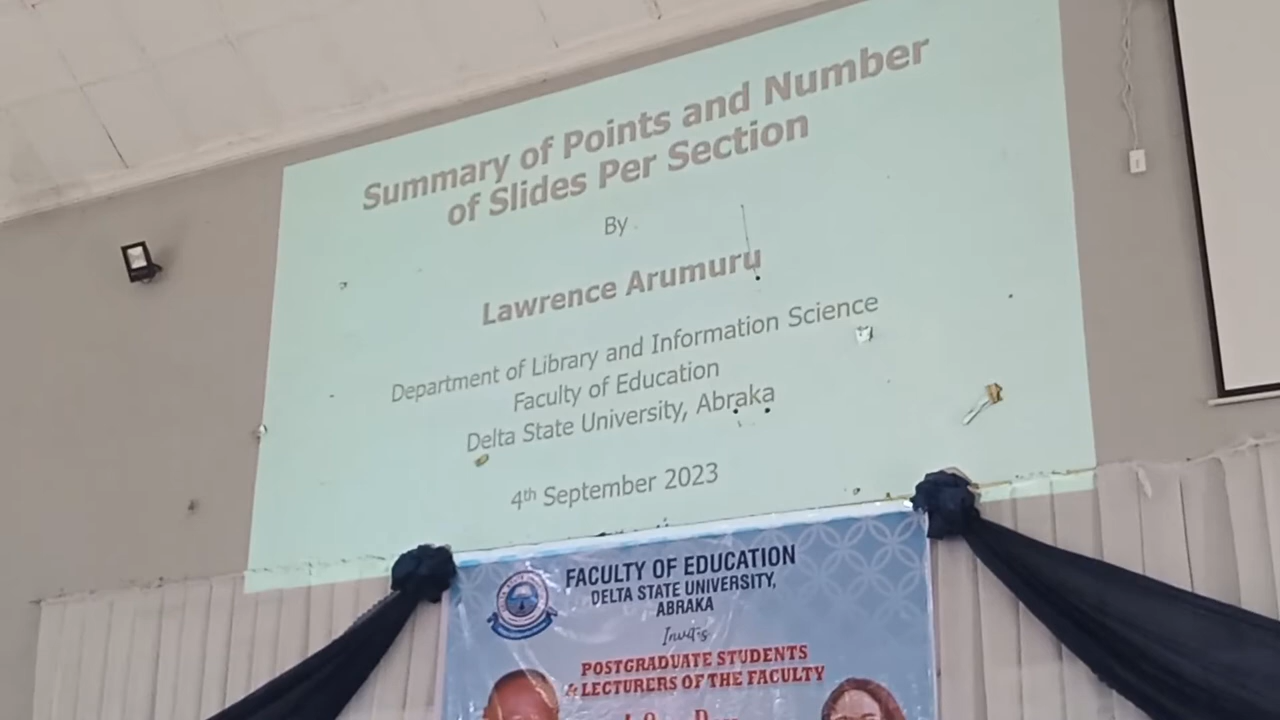 Summary of Points and Number
of Slides Per Section
By
Lawrence Arumuru
Department of Library and Information Science
Faculty of Education
Delta State University, Abraka
4th September 2023
FACULTY OF EDUCATION
DELTA STATE UNIVERSITY,
ABRAKA
Invites
POSTGRADUATE STUDENTS
& LECTURERS OF THE FACULTY